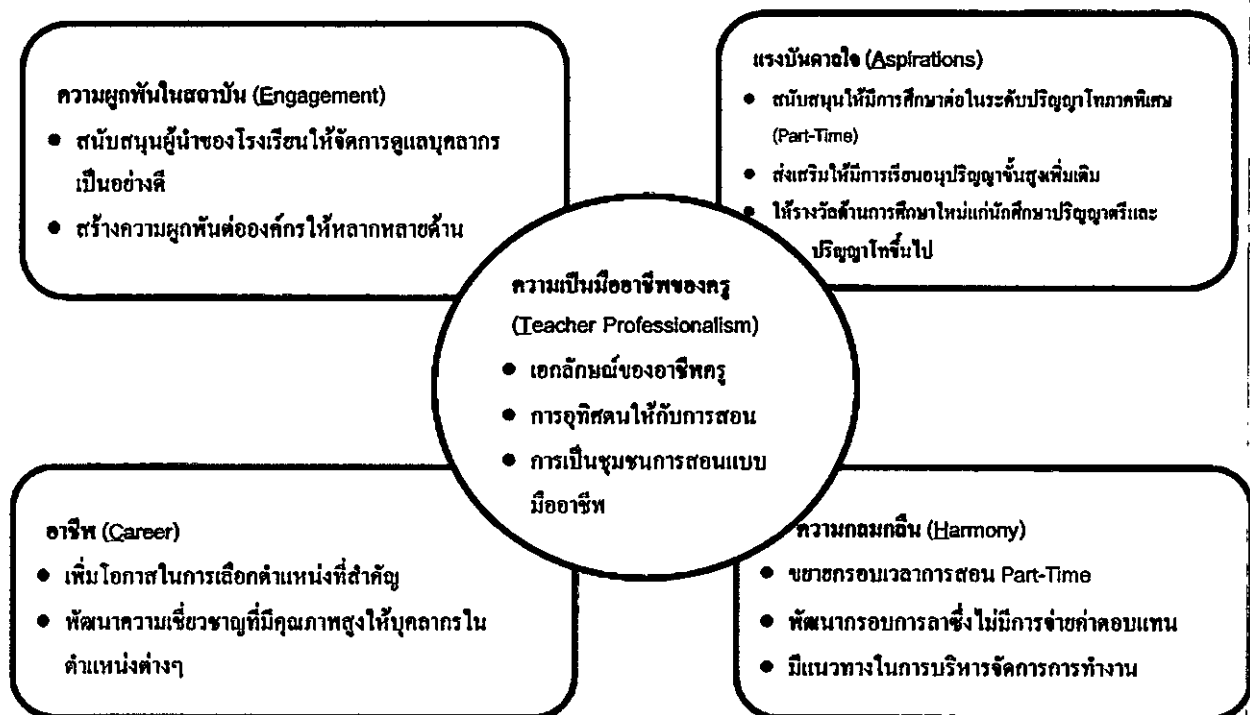 ความผูกพันในสถาบัน (Engagement)
● สนับสนุนผู้นำของโรงเรียนให้จัดการดูแลบุคลากร
เป็นอย่างดี
● สร้างความผูกพันต่อองค์กรให้หลากหลายด้าน
แรงบันดาลใจ (Aspirations)
● สนับสนุนให้มีการศึกษาต่อในระดับปริญญาโทภาคพิเศษ
(Part-Time)
● ส่งเสริมให้มีการเรียนอนุปริญญาขั้นสูงเพิ่มเติม
● ให้รางวัลด้านการศึกษาใหม่แก่นักศึกษาปริญญาตรีและ
ปริญญาโทขึ้นไป
ความเป็นมืออาชีพของครู
(Teacher Professionalism)
● เอกลักษณ์ของอาชีพครู
● การอุทิศตนให้กับการสอน
● การเป็นชุมชนการสอนแบบ
มืออาชีพ
อาชีพ (Career)
● เพิ่มโอกาสในการเลือกตำแหน่งที่สำคัญ
● พัฒนาความเชี่ยวชาญที่มีคุณภาพสูงให้บุคลากรใน
ตำแหน่งต่างๆ
ความกลมกลืน (Harmony)
● ขยายกรอบเวลาการสอน Part-Time
● พัฒนากรอบการลาซึ่งไม่มีการจ่ายค่าตอบแทน
● มีแนวทางในการบริหารจัดการการทำงาน